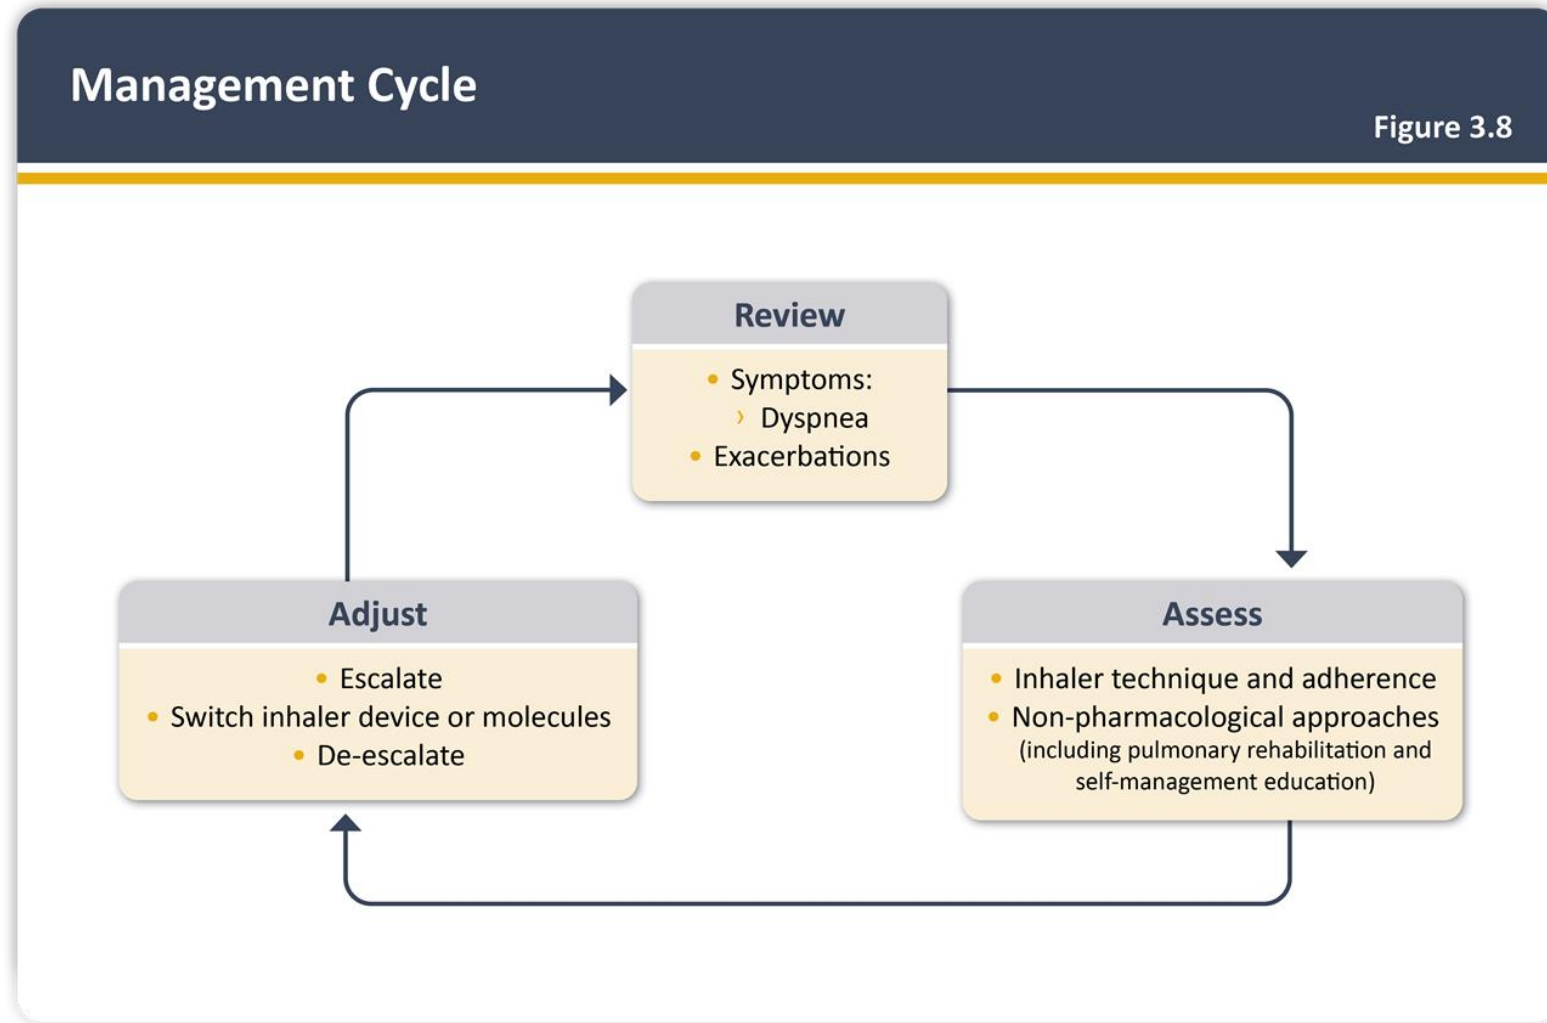 Management Cycle
Figure 3.8
Review
• Symptoms:
› Dyspnea
• Exacerbations
Adjust
• Escalate
• Switch inhaler device or molecules
• De-escalate
Assess
• Inhaler technique and adherence
• Non-pharmacological approaches
(including pulmonary rehabilitation and
self-management education)